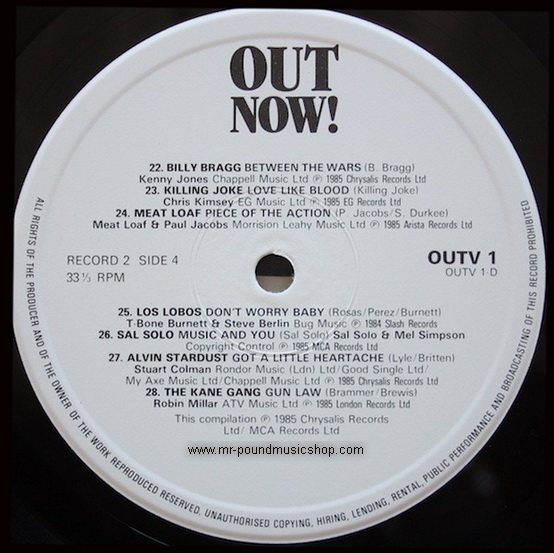 OUT
NOW!
22. BILLY BRAGG BETWEEN THE WARS (B. Bragg)
Kenny Jones Chappell Music Ltd ℗ 1985 Chrysalis Records Ltd
23. KILLING JOKE LOVE LIKE BLOOD (Killing Joke)
Chris Kimsey EG Music Ltd ℗ 1985 EG Records Ltd
24. MEAT LOAF PIECE OF THE ACTION (P. Jacobs/S. Durkee)
Meat Loaf & Paul Jacobs Morrision Leahy Music Ltd ℗ 1985 Arista Records Ltd
RECORD 2 SIDE 4
33⅓ RPM
OUTV 1
OUTV 1-D
25. LOS LOBOS DON'T WORRY BABY (Rosas/Perez/Burnett)
T-Bone Burnett & Steve Berlin Bug Music ℗ 1984 Slash Records
26. SAL SOLO MUSIC AND YOU (Sal Solo) Sal Solo & Mel Simpson
Copyright Control ℗ 1985 MCA Records Ltd
27. ALVIN STARDUST GOT A LITTLE HEARTACHE (Lyle/Britten)
Stuart Colman Rondor Music (Ldn) Ltd/Good Single Ltd/
My Axe Music Ltd/Chappell Music Ltd ℗ 1985 Chrysalis Records Ltd
28. THE KANE GANG GUN LAW (Brammer/Brewis)
Robin Millar ATV Music Ltd ℗ 1985 London Records Ltd
This compilation ℗ 1985 Chrysalis Records
Ltd/ MCA Records Ltd
www.mr-poundmusicshop.com
ALL RIGHTS OF THE PRODUCER AND OF THE OWNER OF THE WORK REPRODUCED RESERVED. UNAUTHORISED COPYING, HIRING, LENDING, RENTAL, PUBLIC PERFORMANCE AND BROADCASTING OF THIS RECORD PROHIBITED